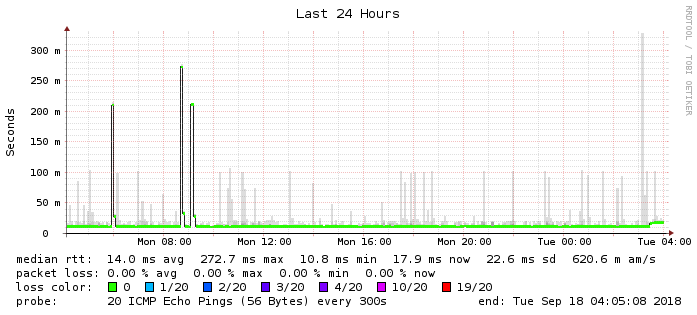 Last 24 Hours
RRDTOOL / TOBI OETIKER
Seconds
300 m
250 m
200 m
150 m
100 m
50 m
0
Mon 08:00 Mon 12:00 Mon 16:00 Mon 20:00 Tue 00:00 Tue 04:00
median rtt: 14.0 ms avg 272.7 ms max 10.8 ms min 17.9 ms now 22.6 ms sd 620.6 m am/s
packet loss: 0.00 % avg 0.00 % max 0.00 % min 0.00 % now
loss color: 0 1/20 2/20 3/20 4/20 10/20 19/20
probe: 20 ICMP Echo Pings (56 Bytes) every 300s end: Tue Sep 18 04:05:08 2018